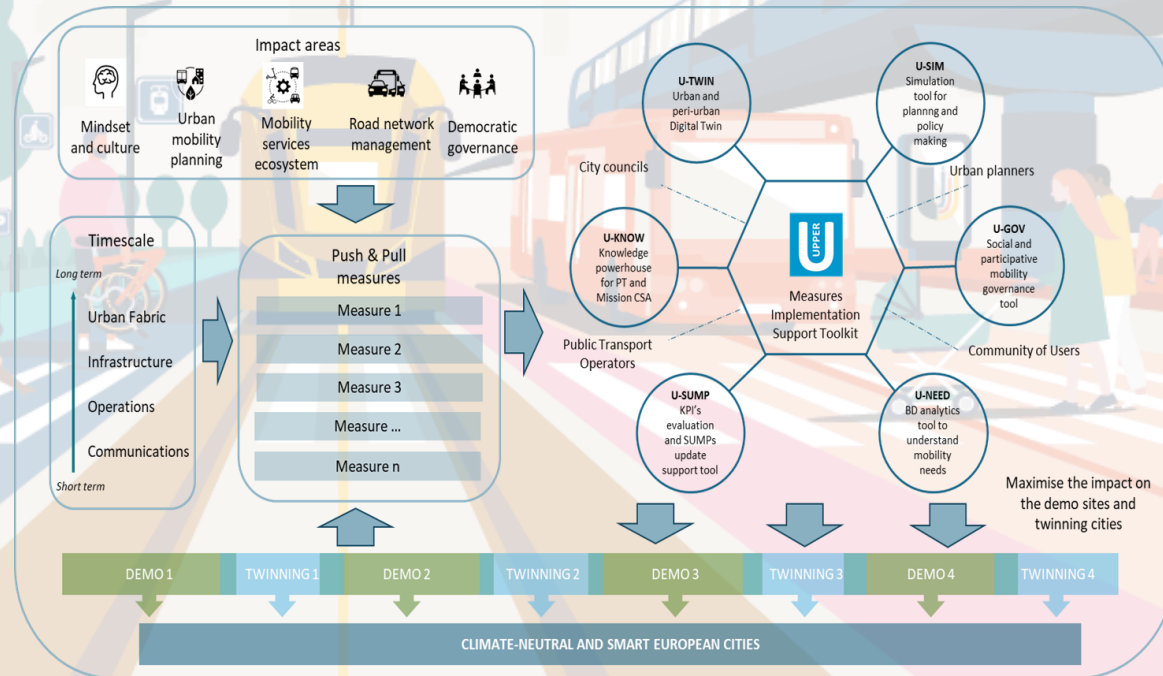 Impact areas
Mindset
and culture
Urban
mobility
planning
Mobility
services
ecosystem
Road network
management
Democratic
governance
Timescale
Long term
Urban Fabric
Infrastructure
Operations
Communications
Short term
Push & Pull
measures
Measure 1
Measure 2
Measure 3
Measure ...
Measure n
U-TWIN
Urban and
peri-urban
Digital Twin
U-SIM
Simulation
tool for
plannng and
policy
making
City councils
Urban planners
U-KNOW
Knowledge
powerhouse
for PT and
Mission CSA
UPPER
Measures
Implementation
Support Toolkit
U-GOV
Social and
participative
mobility
governance
tool
Public Transport
Operators
Community of Users
U-SUMP
KPI's
evaluation
and SUMPs
update
support tool
U-NEED
BD analytics
tool to
understand
mobility
needs
Maximise the impact on
the demo sites and
twinning cities
DEMO 1
TWINNING 1
DEMO 2
TWINNING 2
DEMO 3
TWINNING 3
DEMO 4
TWINNING 4
CLIMATE-NEUTRAL AND SMART EUROPEAN CITIES